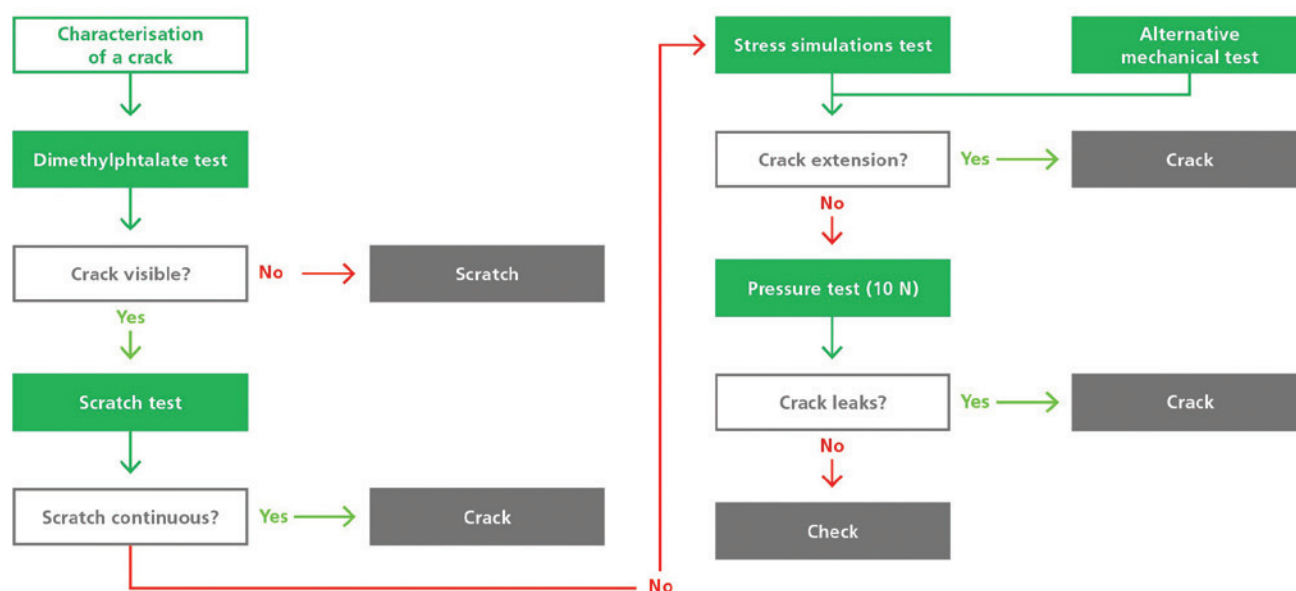 Characterisation
of a crack
Dimethylphtalate test
Crack visible?
No
Scratch
Yes
Scratch test
Scratch continuous?
Yes
Crack
No
Stress simulations test
Alternative
mechanical test
Crack extension?
Yes
Crack
No
Pressure test (10 N)
Crack leaks?
Yes
Crack
No
Check